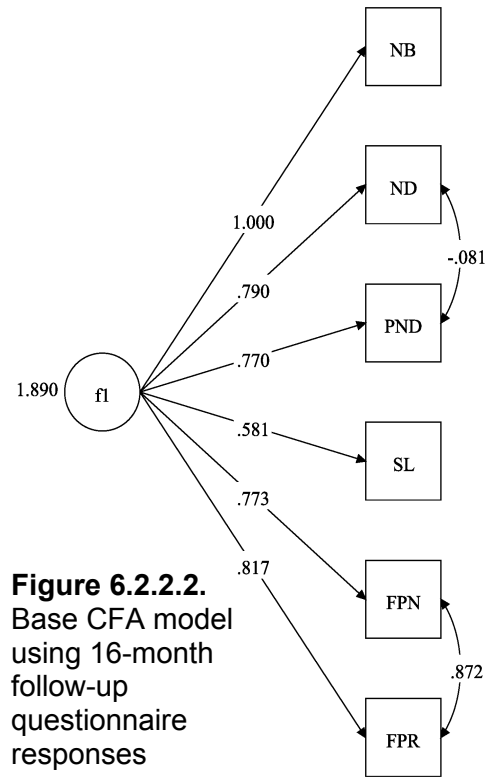 NB
ND
1.000
-.081
.790
PND
.770
1.890
f1
.581
SL
.773
.817
FPN
.872
FPR
Figure 6.2.2.2.
Base CFA model
using 16-month
follow-up
questionnaire
responses